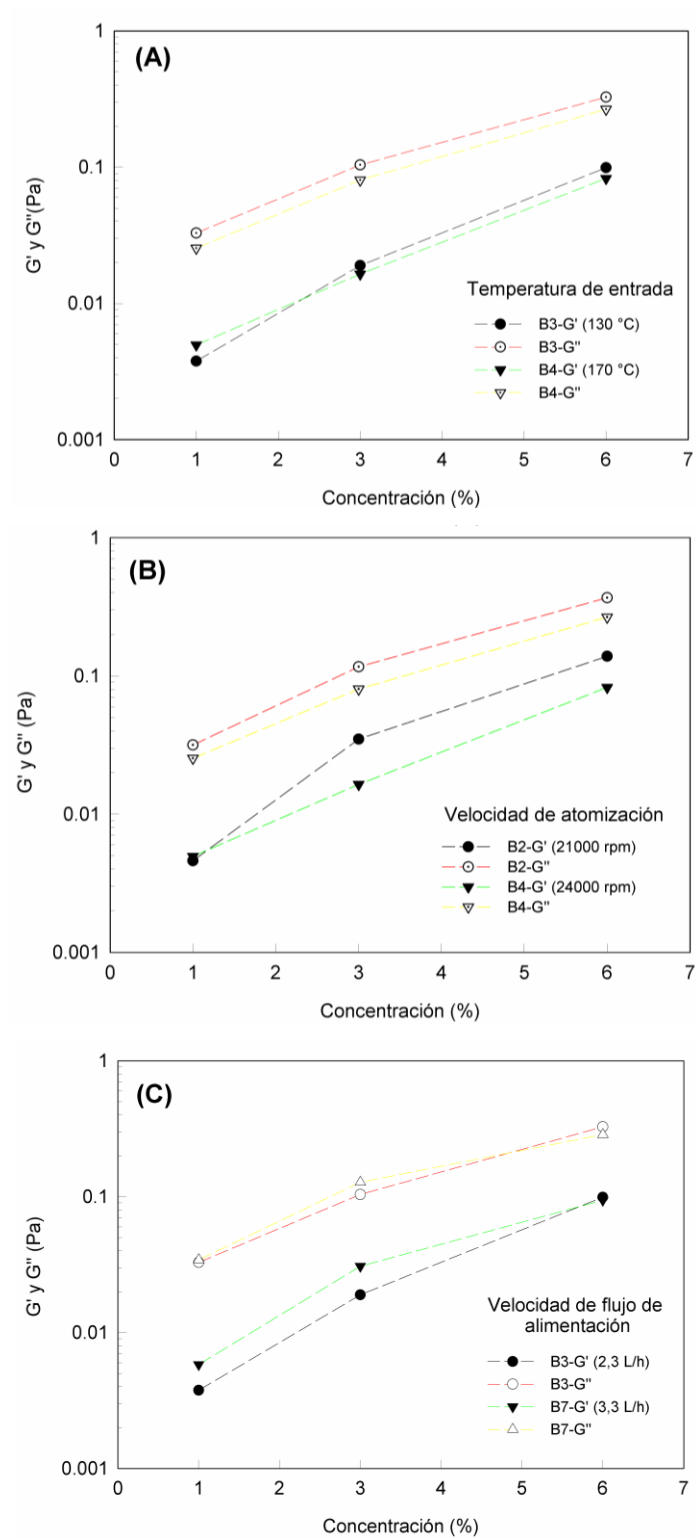 (A)
G' y G"(Pa)
1
0.1
0.01
0.001
0 1 2 3 4 5 6 7
Concentración (%)
Temperatura de entrada
B3-G' (130 °C)
B3-G"
B4-G' (170 °C)
B4-G"
(B)
G' y G" (Pa)
1
0.1
0.01
0.001
0 1 2 3 4 5 6 7
Concentración (%)
Velocidad de atomización
B2-G' (21000 rpm)
B2-G"
B4-G' (24000 rpm)
B4-G"
(C)
G' y G" (Pa)
1
0.1
0.01
0.001
0 1 2 3 4 5 6 7
Concentración (%)
Velocidad de flujo de
alimentación
B3-G' (2,3 L/h)
B3-G"
B7-G' (3,3 L/h)
B7-G"